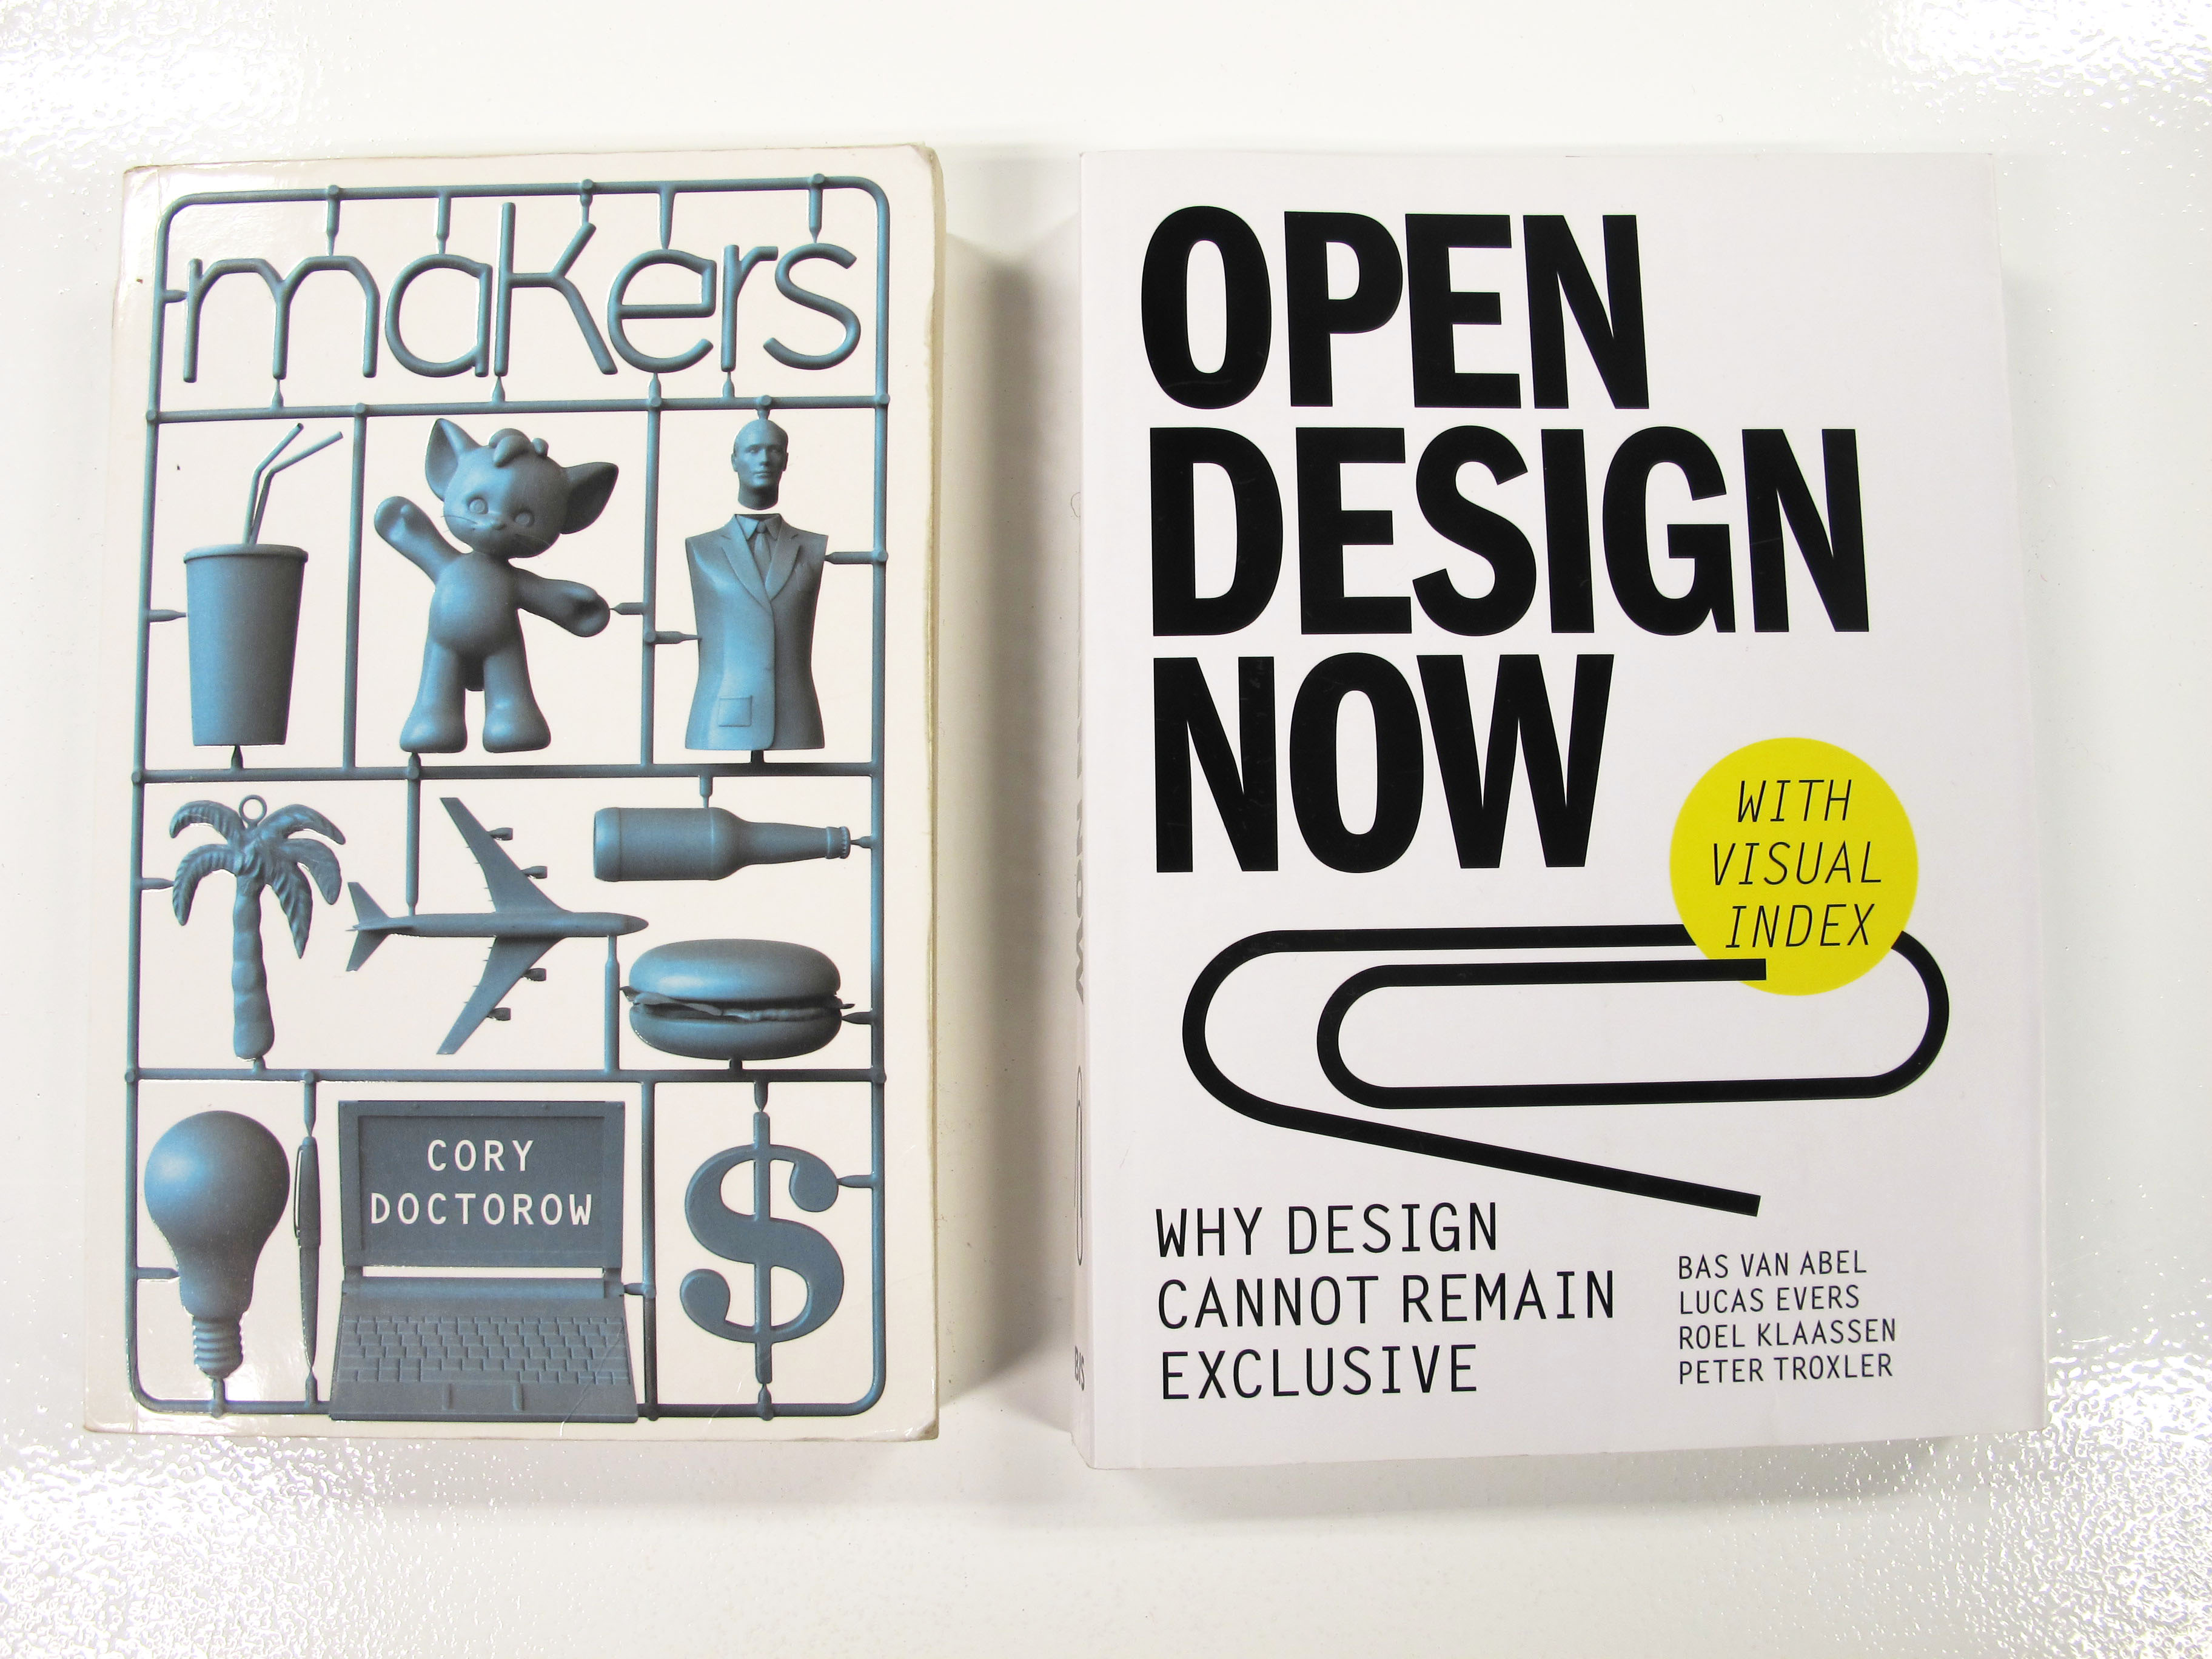 makers
CORY
DOCTOROW
OPEN
DESIGN
NOW
WITH
VISUAL
INDEX
WHY DESIGN
CANNOT REMAIN
EXCLUSIVE
BAS VAN ABEL
LUCAS EVERS
ROEL KLAASSEN
PETER TROXLER
BIS